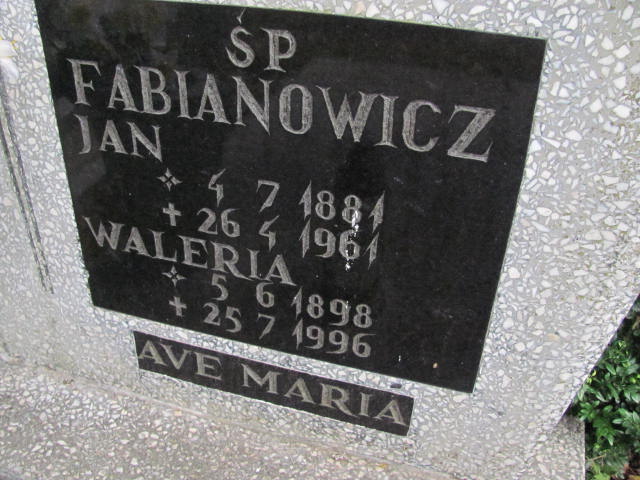 ŚP
FABIANOWICZ
JAN
✧ 4 7 1881
✝ 26 4 1961
WALERIA
✧ 5 6 1898
✝ 25 7 1996
AVE MARIA